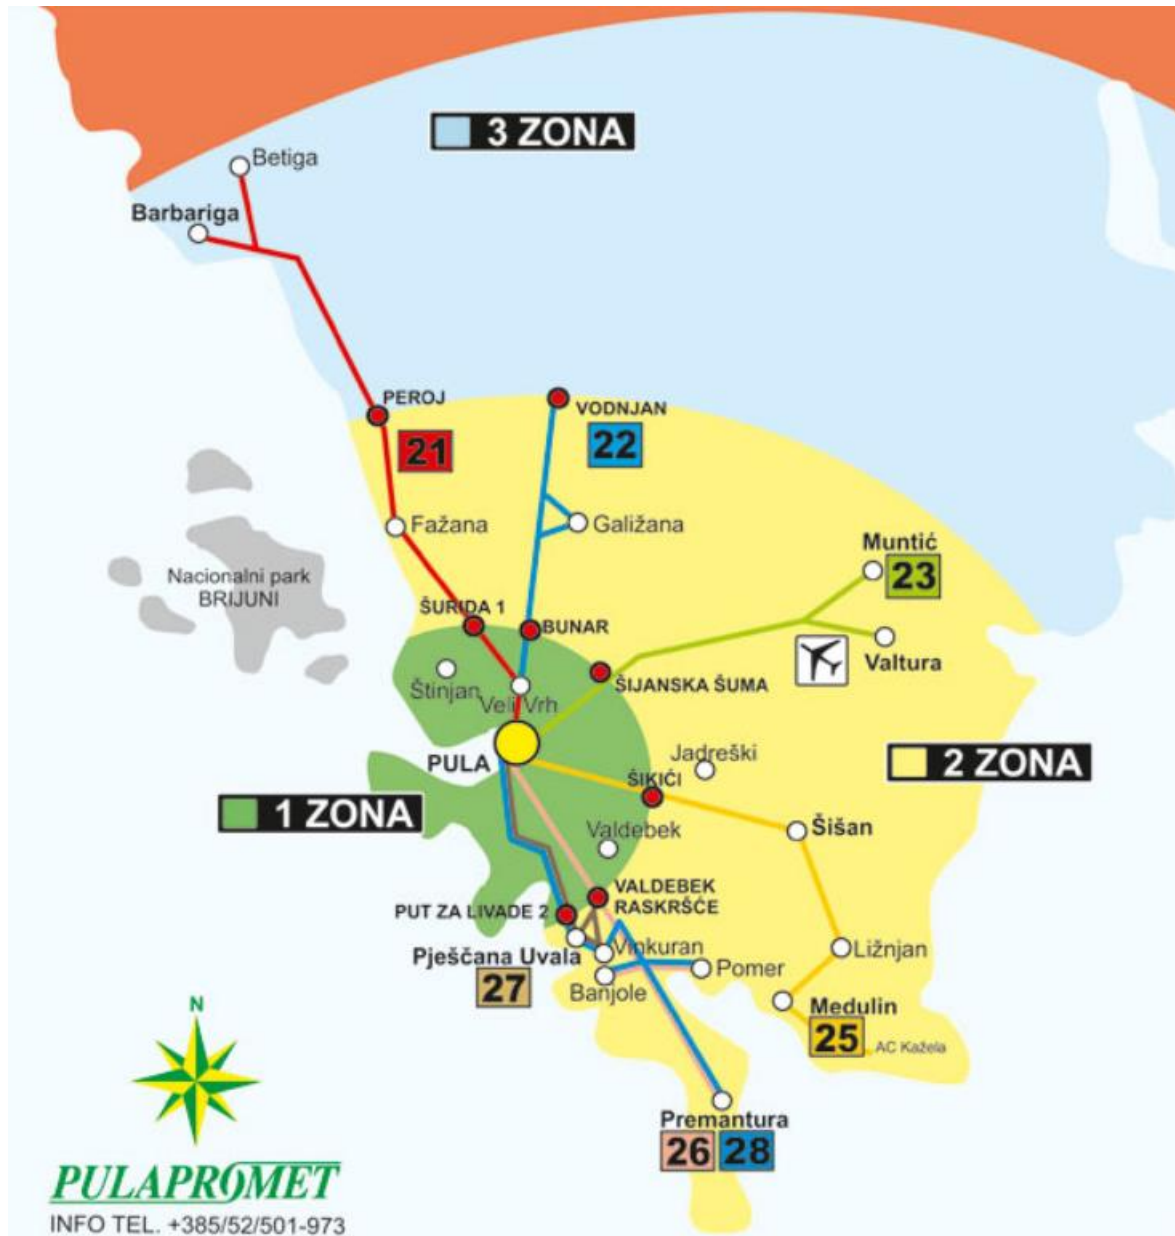 3 ZONA
Betiga
Barbariga
PEROJ
21
VODNJAN
22
Fažana
Galižana
Muntić
23
Nacionalni park
BRIJUNI
ŠURIDA 1
BUNAR
Valtura
Štinjan
Veli Vrh
ŠIJANSKA ŠUMA
PULA
Jadreški
2 ZONA
ŠIKIĆI
1 ZONA
Valdebek
Šišan
VALDEBEK
RASKRŠĆE
PUT ZA LIVADE 2
Pješčana Uvala
27
Vinkuran
Banjole
Pomer
Ližnjan
Medulin
25
AC Kažela
N
Premantura
26
28
PULAPROMET
INFO TEL. +385/52/501-973